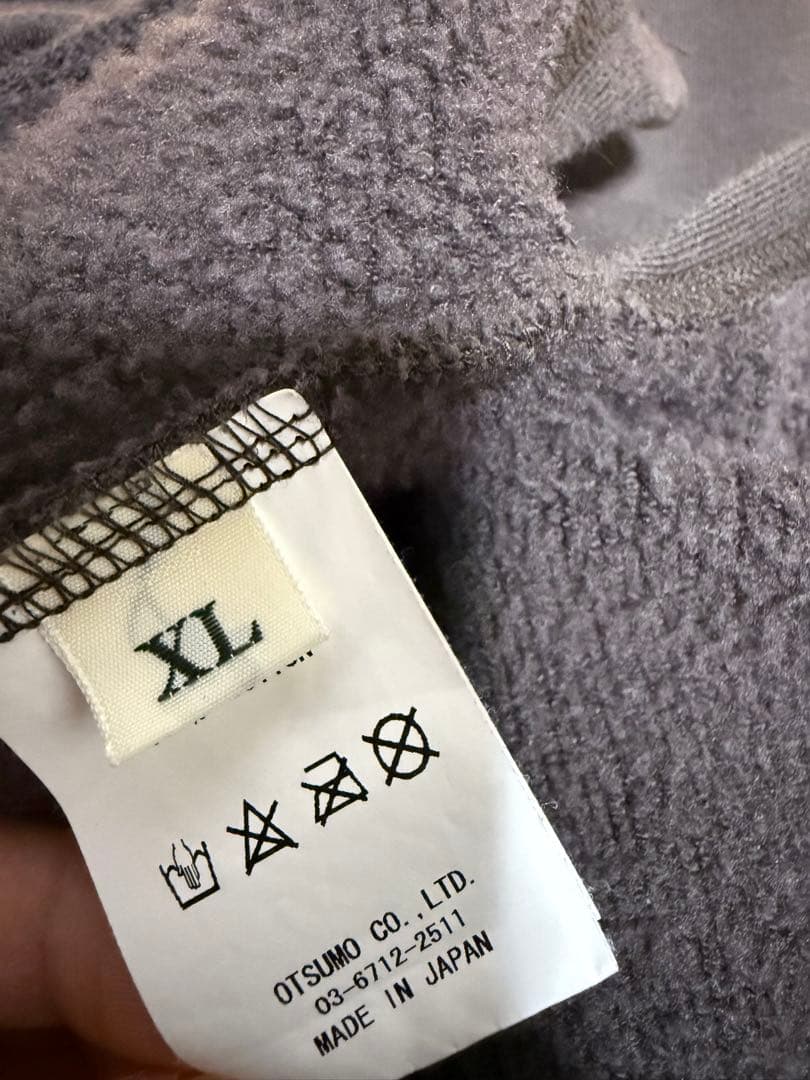 XL
OTSUMO CO.,LTD.
03-6712-2511
MADE IN JAPAN